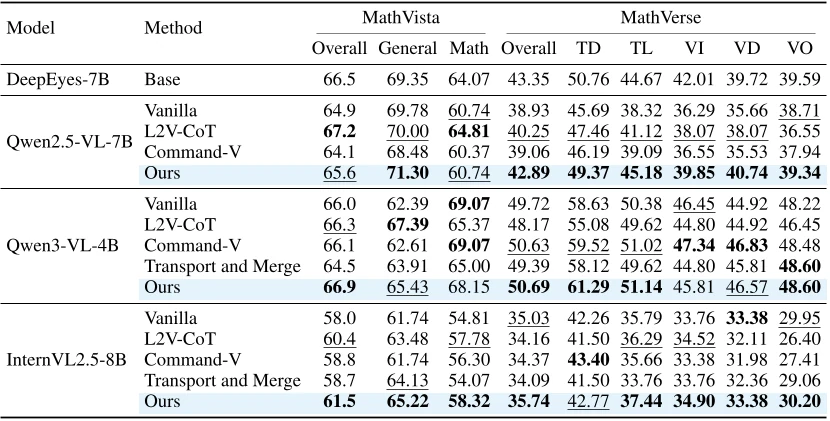 Model Method MathVista MathVerse
Overall General Math Overall TD TL VI VD VO
DeepEyes-7B Base 66.5 69.35 64.07 43.35 50.76 44.67 42.01 39.72 39.59
Qwen2.5-VL-7B
Vanilla 64.9 69.78 60.74 38.93 45.69 38.32 36.29 35.66 38.71
L2V-CoT 67.2 70.00 64.81 40.25 47.46 41.12 38.07 38.07 36.55
Command-V 64.1 68.48 60.37 39.06 46.19 39.09 36.55 35.53 37.94
Ours 65.6 71.30 60.74 42.89 49.37 45.18 39.85 40.74 39.34
Qwen3-VL-4B
Vanilla 66.0 62.39 69.07 49.72 58.63 50.38 46.45 44.92 48.22
L2V-CoT 66.3 67.39 65.37 48.17 55.08 49.62 44.80 44.92 46.45
Command-V 66.1 62.61 69.07 50.63 59.52 51.02 47.34 46.83 48.48
Transport and Merge 64.5 63.91 65.00 49.39 58.12 49.62 44.80 45.81 48.60
Ours 66.9 65.43 68.15 50.69 61.29 51.14 45.81 46.57 48.60
InternVL2.5-8B
Vanilla 58.0 61.74 54.81 35.03 42.26 35.79 33.76 33.38 29.95
L2V-CoT 60.4 63.48 57.78 34.16 41.50 36.29 34.52 32.11 26.40
Command-V 58.8 61.74 56.30 34.37 43.40 35.66 33.38 31.98 27.41
Transport and Merge 58.7 64.13 54.07 34.09 41.50 33.76 33.76 32.36 29.06
Ours 61.5 65.22 58.32 35.74 42.77 37.44 34.90 33.38 30.20